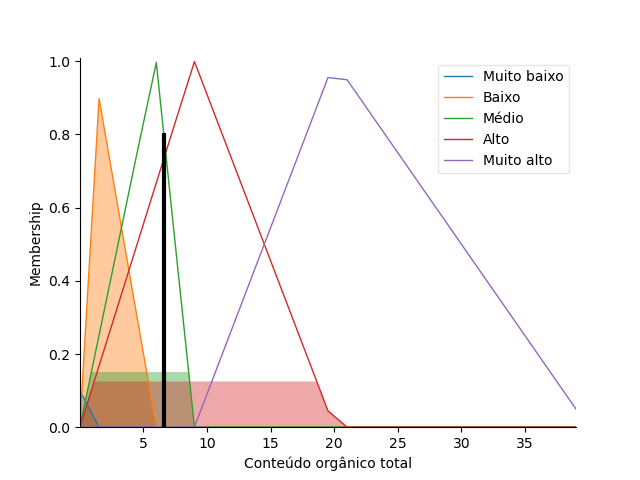 1.0
0.8
0.6
0.4
0.2
0.0
Membership
5
10
15
20
25
30
35
Conteúdo orgânico total
Muito baixo
Baixo
Médio
Alto
Muito alto